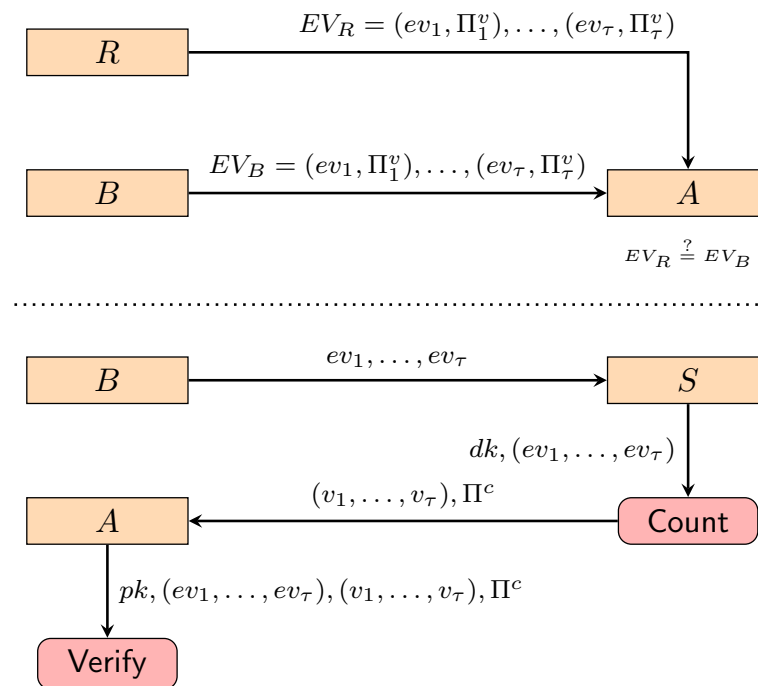 EV_R = (ev_1, Π_1^v), …, (ev_τ, Π_τ^v)
R
EV_B = (ev_1, Π_1^v), …, (ev_τ, Π_τ^v)
B
A
EV_R ≟ EV_B
ev_1, …, ev_τ
B
S
dk, (ev_1, …, ev_τ)
(v_1, …, v_τ), Π^c
A
Count
pk, (ev_1, …, ev_τ), (v_1, …, v_τ), Π^c
Verify